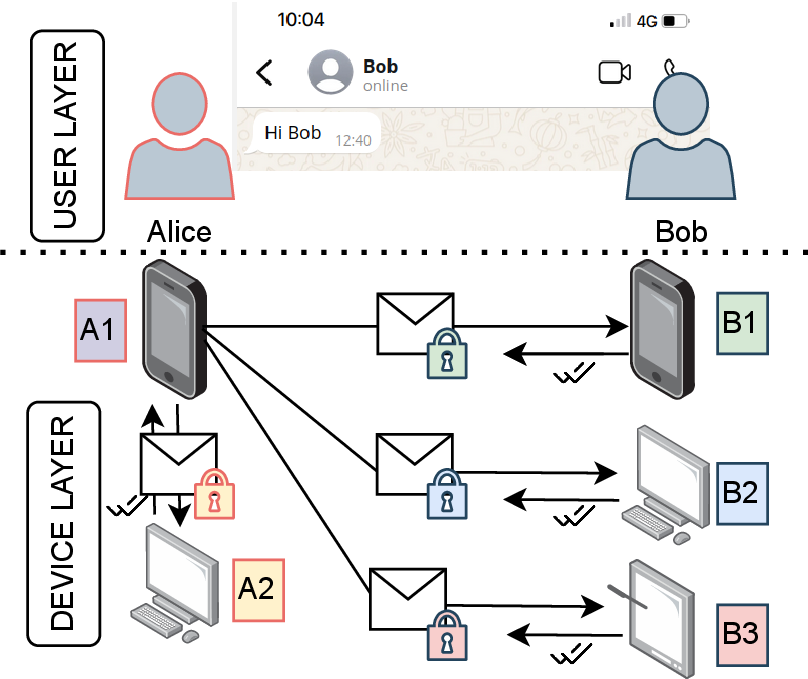 10:04
4G
Bob
online
Hi Bob
12:40
USER LAYER
Alice
Bob
A1
B1
DEVICE LAYER
B2
A2
B3